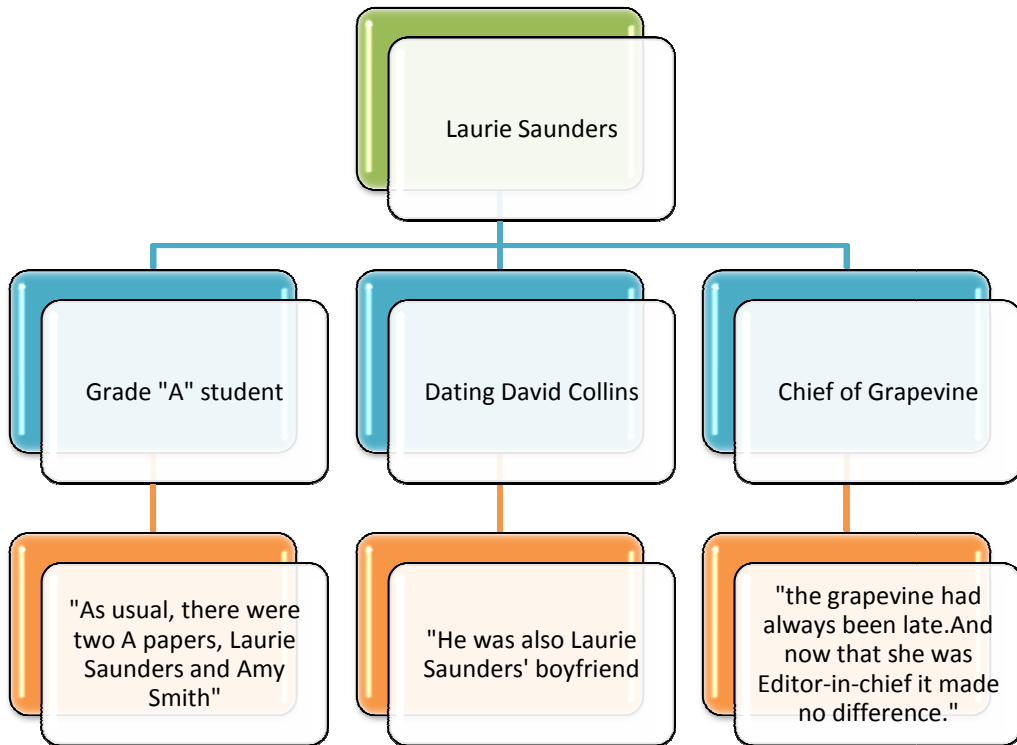 Laurie Saunders
Grade "A" student
Dating David Collins
Chief of Grapevine
"As usual, there were
two A papers, Laurie
Saunders and Amy
Smith"
"He was also Laurie
Saunders' boyfriend
"the grapevine had
always been late.And
now that she was
Editor-in-chief it made
no difference."